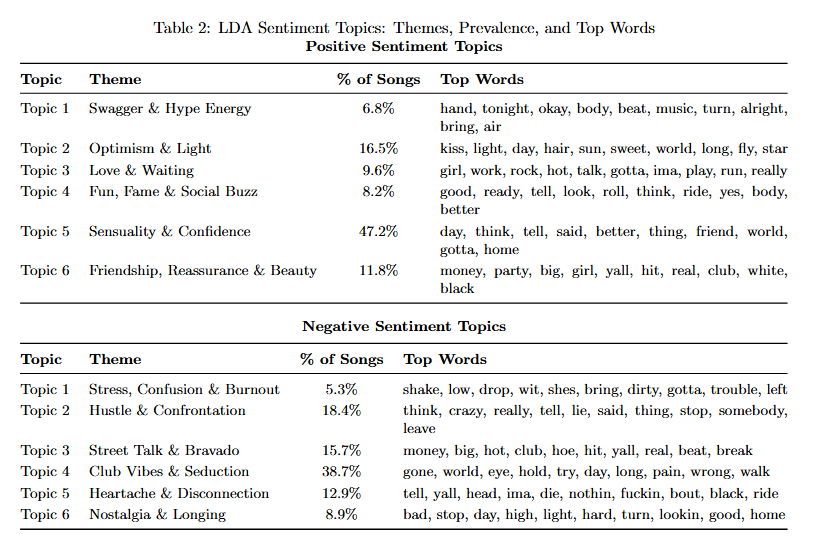 Table 2: LDA Sentiment Topics: Themes, Prevalence, and Top Words
Positive Sentiment Topics
Topic Theme % of Songs Top Words
Topic 1 Swagger & Hype Energy 6.8% hand, tonight, okay, body, beat, music, turn, alright,
bring, air
Topic 2 Optimism & Light 16.5% kiss, light, day, hair, sun, sweet, world, long, fly, star
Topic 3 Love & Waiting 9.6% girl, work, rock, hot, talk, gotta, ima, play, run, really
Topic 4 Fun, Fame & Social Buzz 8.2% good, ready, tell, look, roll, think, ride, yes, body,
better
Topic 5 Sensuality & Confidence 47.2% day, think, tell, said, better, thing, friend, world,
gotta, home
Topic 6 Friendship, Reassurance & Beauty 11.8% money, party, big, girl, yall, hit, real, club, white,
black
Negative Sentiment Topics
Topic Theme % of Songs Top Words
Topic 1 Stress, Confusion & Burnout 5.3% shake, low, drop, wit, shes, bring, dirty, gotta, trouble, left
Topic 2 Hustle & Confrontation 18.4% think, crazy, really, tell, lie, said, thing, stop, somebody,
leave
Topic 3 Street Talk & Bravado 15.7% money, big, hot, club, hoe, hit, yall, real, beat, break
Topic 4 Club Vibes & Seduction 38.7% gone, world, eye, hold, try, day, long, pain, wrong, walk
Topic 5 Heartache & Disconnection 12.9% tell, yall, head, ima, die, nothin, fuckin, bout, black, ride
Topic 6 Nostalgia & Longing 8.9% bad, stop, day, high, light, hard, turn, lookin, good, home